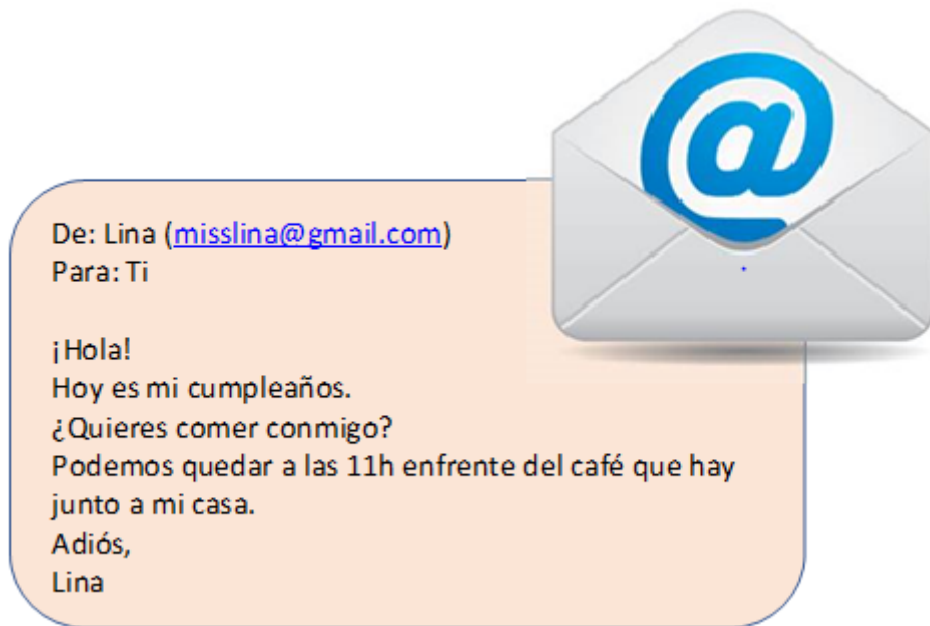 De: Lina (misslina@gmail.com)
Para: Ti
¡Hola!
Hoy es mi cumpleaños.
¿Quieres comer conmigo?
Podemos quedar a las 11h enfrente del café que hay
junto a mi casa.
Adiós,
Lina
@